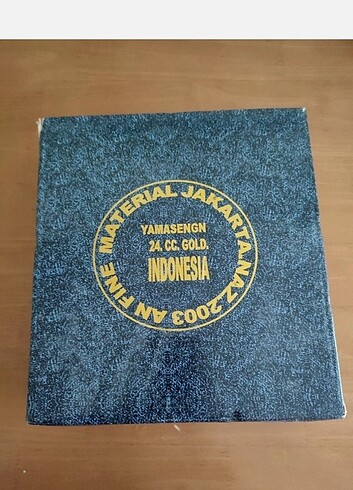 AN FINE MATERIAL JAKARTA.NAZ.2003
YAMASENGN
24. CC. GOLD.
INDONESIA